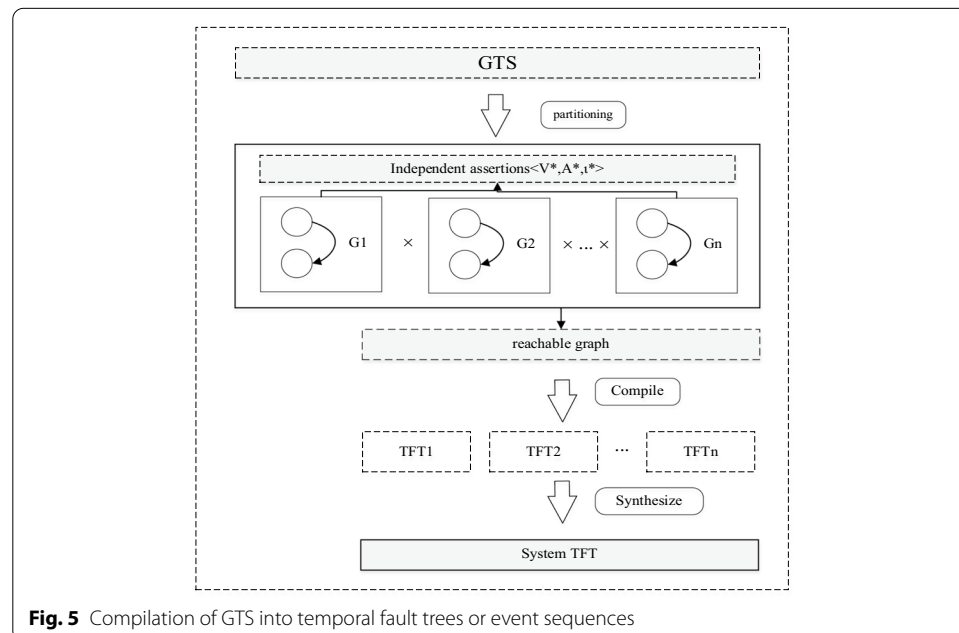 GTS
partitioning
Independent assertions<V*,A*,ι*>
G1 × G2 × ... × Gn
reachable graph
Compile
TFT1 TFT2 ... TFTn
Synthesize
System TFT
Fig. 5 Compilation of GTS into temporal fault trees or event sequences